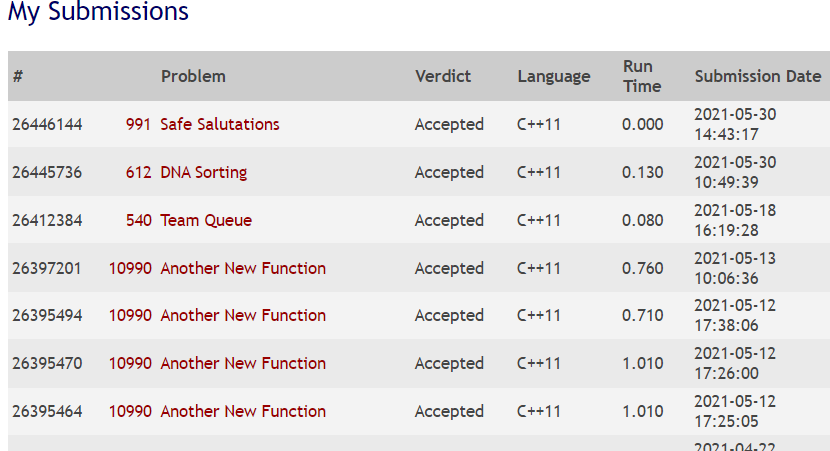 My Submissions
# Problem Verdict Language Run Time Submission Date
26446144 991 Safe Salutations Accepted C++11 0.000 2021-05-30 14:43:17
26445736 612 DNA Sorting Accepted C++11 0.130 2021-05-30 10:49:39
26412384 540 Team Queue Accepted C++11 0.080 2021-05-18 16:19:28
26397201 10990 Another New Function Accepted C++11 0.760 2021-05-13 10:06:36
26395494 10990 Another New Function Accepted C++11 0.710 2021-05-12 17:38:06
26395470 10990 Another New Function Accepted C++11 1.010 2021-05-12 17:26:00
26395464 10990 Another New Function Accepted C++11 1.010 2021-05-12 17:25:05
2021-04-22